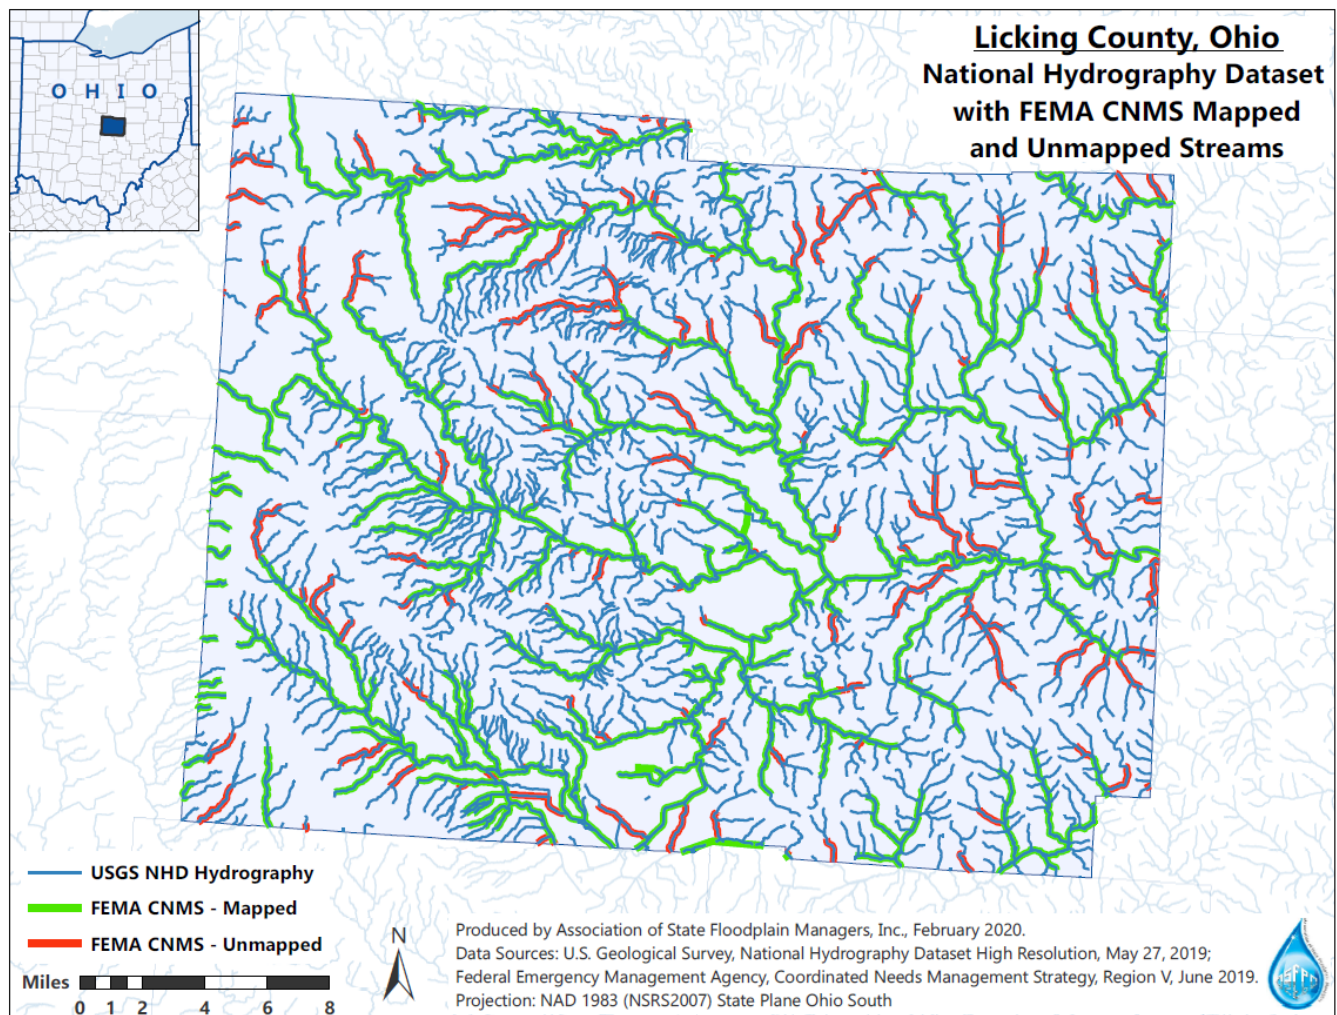 Licking County, Ohio
National Hydrography Dataset
with FEMA CNMS Mapped
and Unmapped Streams
OHIO
USGS NHD Hydrography
FEMA CNMS - Mapped
FEMA CNMS - Unmapped
Miles
0 1 2 4 6 8
N
Produced by Association of State Floodplain Managers, Inc., February 2020.
Data Sources: U.S. Geological Survey, National Hydrography Dataset High Resolution, May 27, 2019;
Federal Emergency Management Agency, Coordinated Needs Management Strategy, Region V, June 2019.
Projection: NAD 1983 (NSRS2007) State Plane Ohio South